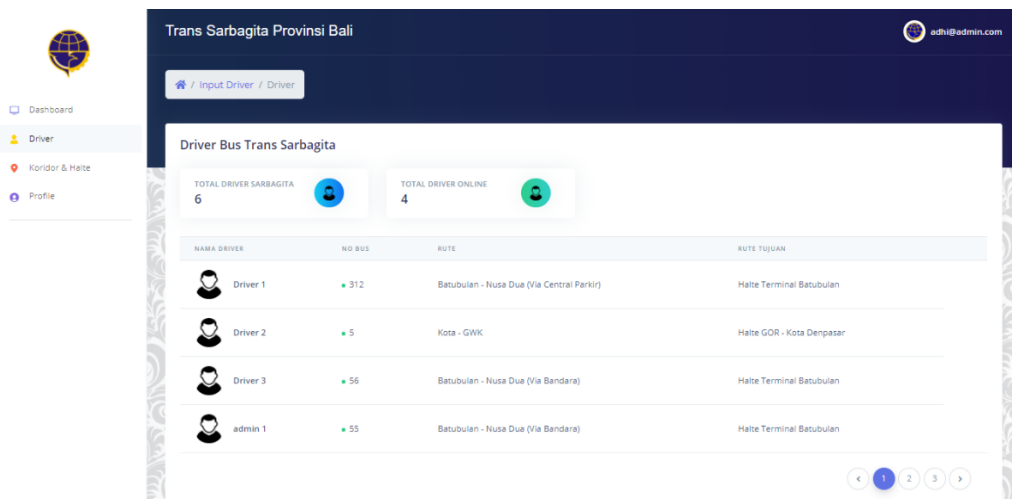 Trans Sarbagita Provinsi Bali
adhi@admin.com
/ Input Driver / Driver
Dashboard
Driver
Koridor & Halte
Profile
Driver Bus Trans Sarbagita
TOTAL DRIVER SARBAGITA
6
TOTAL DRIVER ONLINE
4
NAMA DRIVER NO BUS RUTE RUTE TUJUAN
Driver 1 312 Batubulan - Nusa Dua (Via Central Parkir) Halte Terminal Batubulan
Driver 2 5 Kota - GWK Halte GOR - Kota Denpasar
Driver 3 56 Batubulan - Nusa Dua (Via Bandara) Halte Terminal Batubulan
admin 1 55 Batubulan - Nusa Dua (Via Bandara) Halte Terminal Batubulan
1 2 3